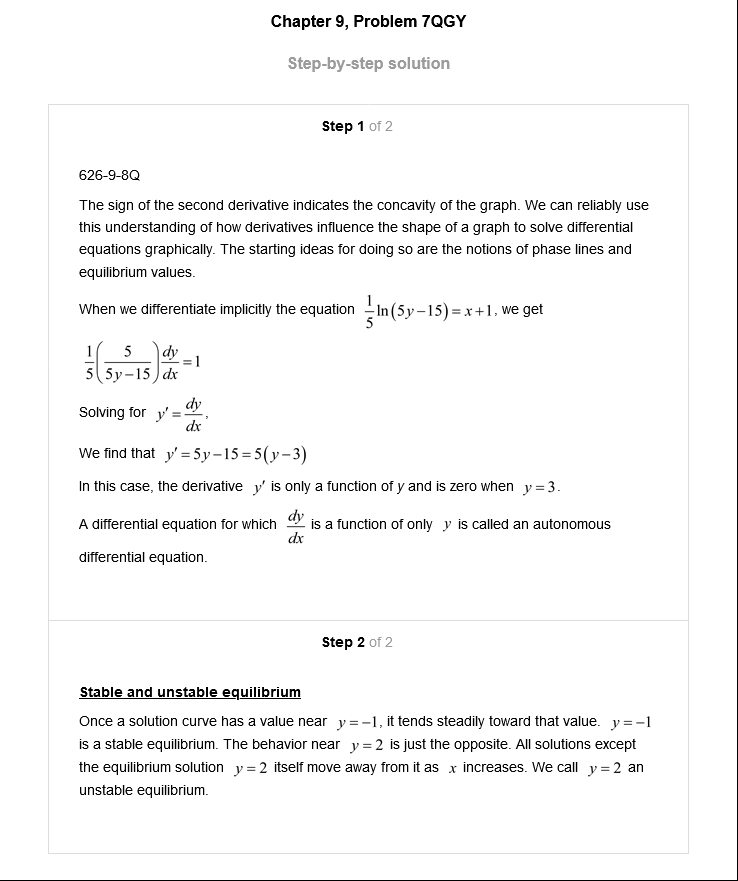 Chapter 9, Problem 7QGY
Step-by-step solution
Step 1 of 2
626-9-8Q
The sign of the second derivative indicates the concavity of the graph. We can reliably use
this understanding of how derivatives influence the shape of a graph to solve differential
equations graphically. The starting ideas for doing so are the notions of phase lines and
equilibrium values.
When we differentiate implicitly the equation 1/5 ln(5y−15) = x+1, we get
1/5 (5/(5y−15)) dy/dx = 1
Solving for y′ = dy/dx,
We find that y′ = 5y−15 = 5(y−3)
In this case, the derivative y′ is only a function of y and is zero when y = 3.
A differential equation for which dy/dx is a function of only y is called an autonomous
differential equation.
Step 2 of 2
Stable and unstable equilibrium
Once a solution curve has a value near y = −1, it tends steadily toward that value. y = −1
is a stable equilibrium. The behavior near y = 2 is just the opposite. All solutions except
the equilibrium solution y = 2 itself move away from it as x increases. We call y = 2 an
unstable equilibrium.